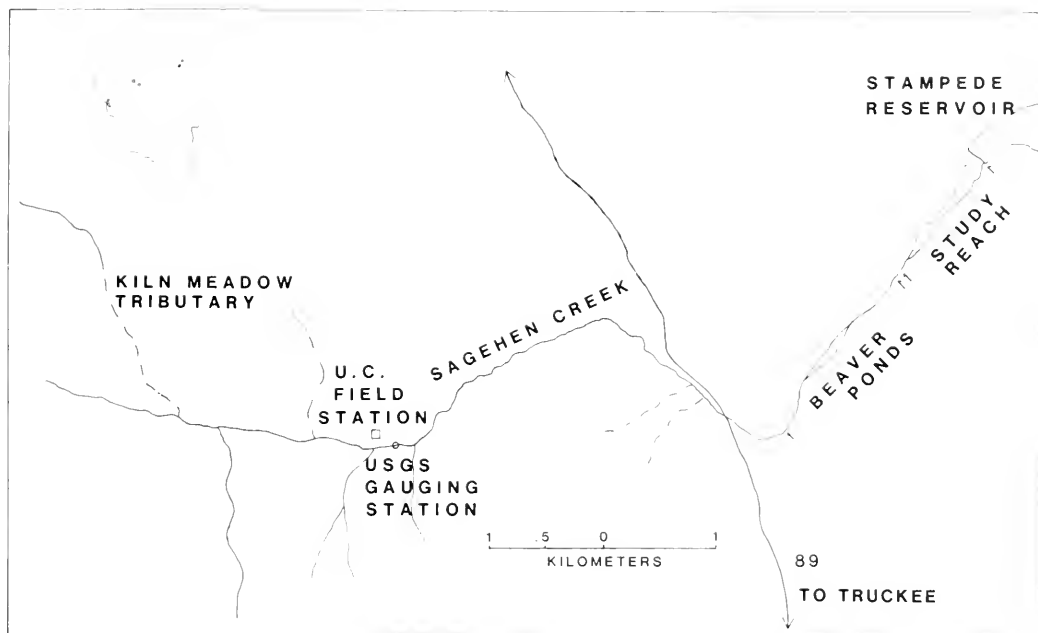 STAMPEDE
RESERVOIR
STUDY
REACH
KILN MEADOW
TRIBUTARY
SAGEHEN CREEK
U.C.
FIELD
STATION
BEAVER
PONDS
USGS
GAUGING
STATION
1 .5 0 1
KILOMETERS
89
TO TRUCKEE